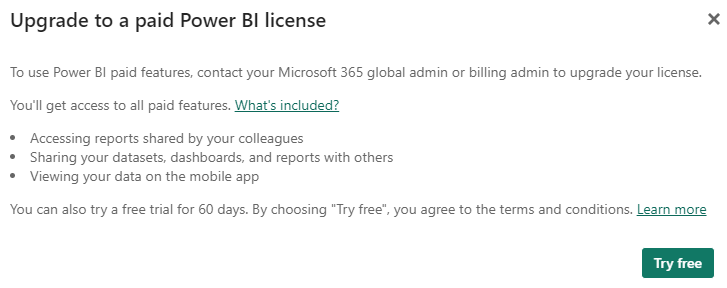 Upgrade to a paid Power BI license
To use Power BI paid features, contact your Microsoft 365 global admin or billing admin to upgrade your license.
You'll get access to all paid features. What's included?
• Accessing reports shared by your colleagues
• Sharing your datasets, dashboards, and reports with others
• Viewing your data on the mobile app
You can also try a free trial for 60 days. By choosing "Try free", you agree to the terms and conditions. Learn more
Try free